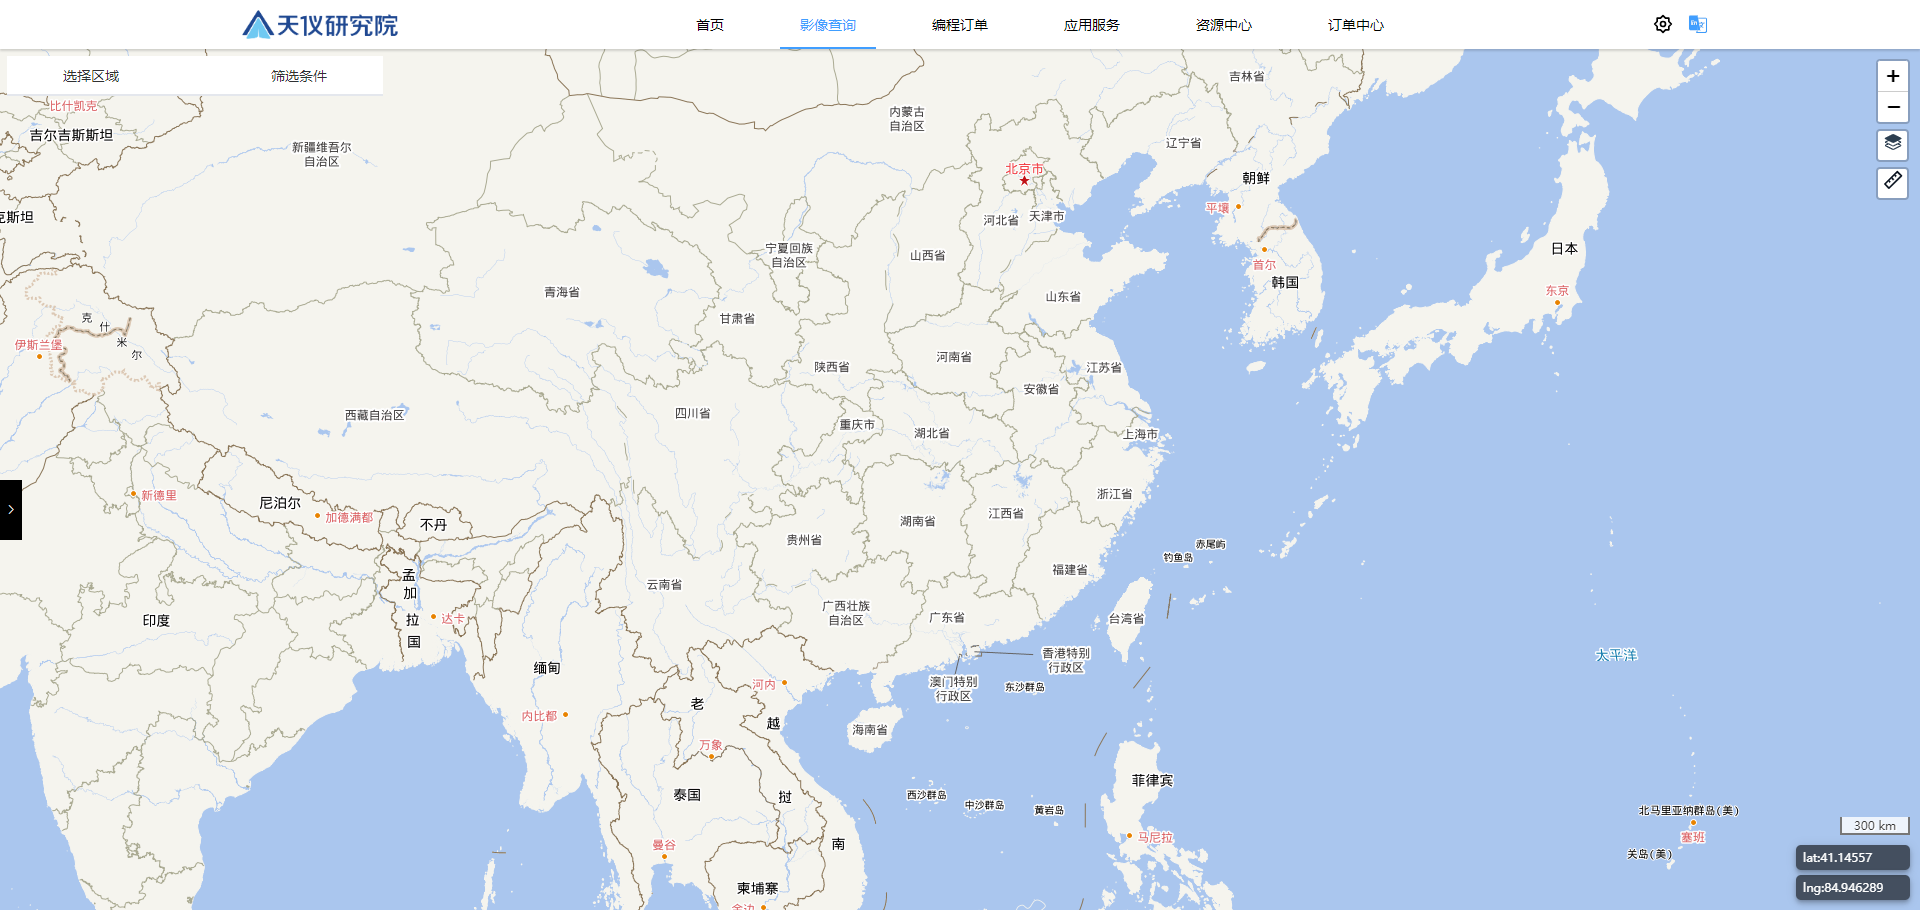 天仪研究院
首页
影像查询
编程订单
应用服务
资源中心
订单中心
选择区域
筛选条件
+
−
吉林省
比什凯克
内蒙古
自治区
吉尔吉斯斯坦
新疆维吾尔
自治区
辽宁省
北京市
朝鲜
平壤
克斯坦
河北省
天津市
宁夏回族
自治区
山西省
日本
首尔
韩国
东京
青海省
山东省
甘肃省
克
什
米
尔
伊斯兰堡
河南省
陕西省
江苏省
安徽省
西藏自治区
四川省
重庆市
湖北省
上海市
新德里
尼泊尔
加德满都
不丹
浙江省
湖南省
江西省
贵州省
赤尾屿
钓鱼岛
福建省
孟
加
拉
国
云南省
达卡
印度
广西壮族
自治区
广东省
台湾省
香港特别
行政区
太平洋
缅甸
澳门特别
行政区
东沙群岛
河内
老
内比都
越
海南省
万象
菲律宾
泰国
挝
西沙群岛
中沙群岛
黄岩岛
北马里亚纳群岛(美)
塞班
300 km
马尼拉
曼谷
南
关岛(美)
lat:41.14557
柬埔寨
lng:84.946289
金边